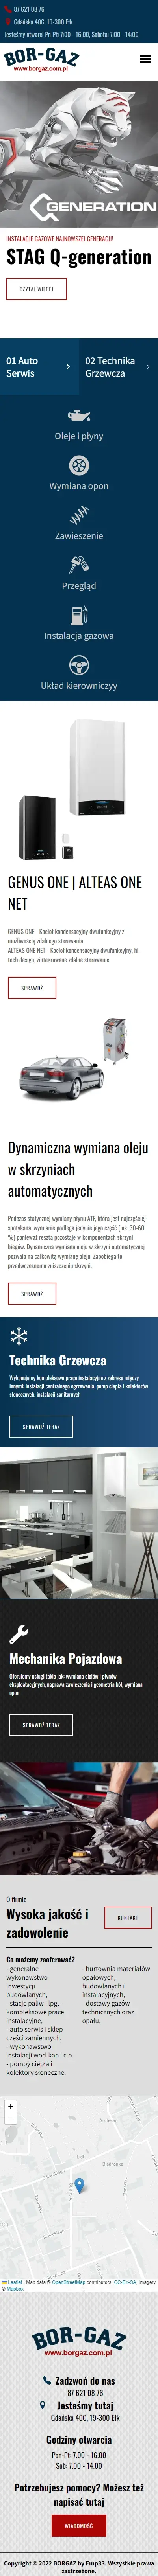 87 621 08 76
Gdańska 40C, 19-300 Ełk
Jesteśmy otwarci Pn-Pt: 7:00 - 16:00, Sobota: 7:00 - 14:00
BOR-GAZ
www.borgaz.com.pl
GENERATION
INSTALACJE GAZOWE NAJNOWSZEJ GENERACJI!
STAG Q-generation
CZYTAJ WIĘCEJ
01 Auto
Serwis
02 Technika
Grzewcza
Oleje i płyny
Wymiana opon
Zawieszenie
Przegląd
Instalacja gazowa
Układ kierowniczyy
GENUS ONE | ALTEAS ONE
NET
GENUS ONE - Kocioł kondensacyjny dwufunkcyjny z
możliwością zdalnego sterowania
ALTEAS ONE NET - Kocioł kondensacyjny dwufunkcyjny, hi-
tech design, zintegrowane zdalne sterowanie
SPRAWDŹ
Dynamiczna wymiana oleju
w skrzyniach
automatycznych
Podczas statycznej wymiany płynu ATF, która jest najczęściej
spotykana, wymianie podlega jedynie jego część ( ok. 30-60
%) ponieważ reszta pozostaje w komponentach skrzyni
biegów. Dynamiczna wymiana oleju w skrzyni automatycznej
pozwala na całkowitą wymianę oleju. Zapobiega to
przedwczesnemu zniszczeniu skrzyni.
SPRAWDŹ
Technika Grzewcza
Wykonujemy kompleksowe prace instalacyjne z zakresu między
innymi: instalacji centralnego ogrzewania, pomp ciepła i kolektorów
słonecznych, instalacji sanitarnych
SPRAWDŹ TERAZ
Mechanika Pojazdowa
Oferujemy usługi takie jak: wymiana olejów i płynów
eksploatacyjnych, naprawa zawieszenia i geometria kół, wymiana
opon
SPRAWDŹ TERAZ
O firmie
Wysoka jakość i
zadowolenie
KONTAKT
Co możemy zaoferować?
- generalne
wykonawstwo
inwestycji
budowlanych,
- stacje paliw i lpg, -
kompleksowe prace
instalacyjne,
- auto serwis i sklep
części zamiennych,
- wykonawstwo
instalacji wod-kan i c.o.
- pompy ciepła i
kolektory słoneczne.
- hurtownia materiałów
opałowych,
budowlanych i
instalacyjnych,
- dostawy gazów
technicznych oraz
opału,
+
−
Leaflet | Map data © OpenStreetMap contributors, CC-BY-SA, Imagery
© Mapbox
BOR-GAZ
www.borgaz.com.pl
Zadzwoń do nas
87 621 08 76
Jesteśmy tutaj
Gdańska 40C, 19-300 Ełk
Godziny otwarcia
Pon-Pt: 7.00 - 16.00
Sob: 7.00 - 14.00
Potrzebujesz pomocy? Możesz też
napisać tutaj
WIADOMOŚĆ
Copyright © 2022 BORGAZ by Emp33. Wszystkie prawa
zastrzeżone.